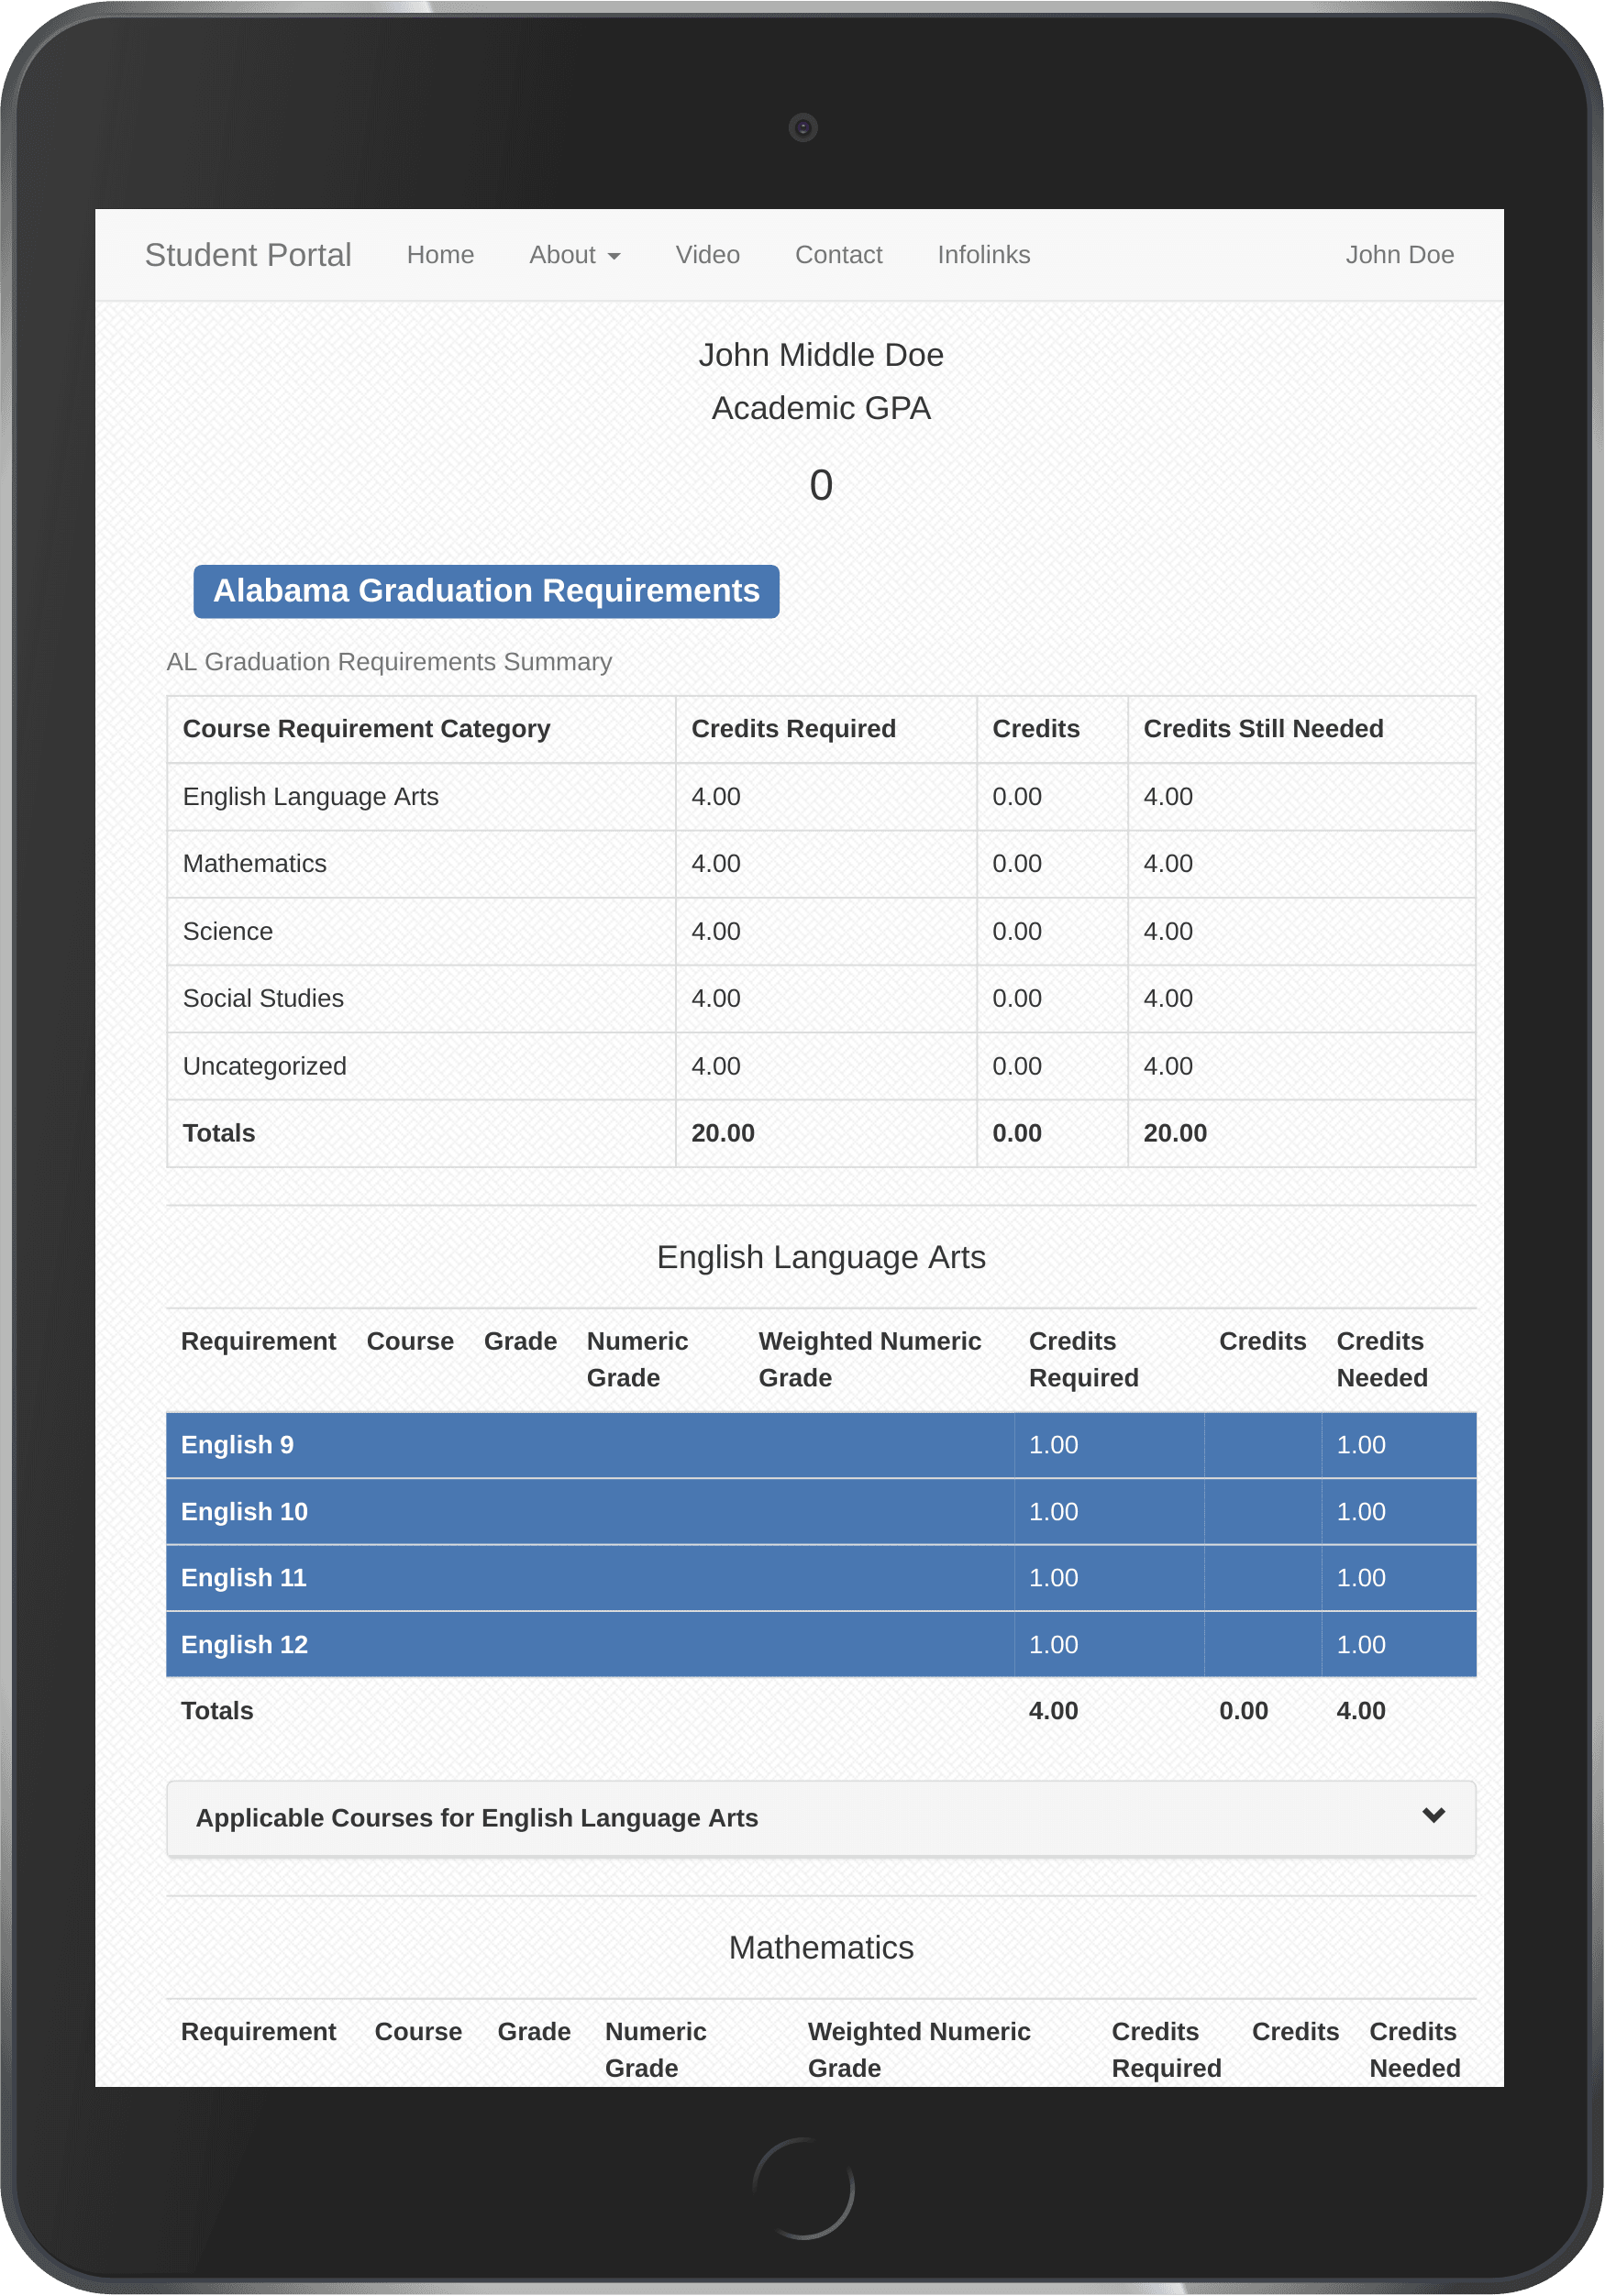 Student Portal Home About Video Contact Infolinks John Doe
John Middle Doe
Academic GPA
0
Alabama Graduation Requirements
AL Graduation Requirements Summary
Course Requirement Category Credits Required Credits Credits Still Needed
English Language Arts 4.00 0.00 4.00
Mathematics 4.00 0.00 4.00
Science 4.00 0.00 4.00
Social Studies 4.00 0.00 4.00
Uncategorized 4.00 0.00 4.00
Totals 20.00 0.00 20.00
English Language Arts
Requirement Course Grade Numeric Weighted Numeric Credits Credits Credits
Grade Grade Required Needed
English 9 1.00 1.00
English 10 1.00 1.00
English 11 1.00 1.00
English 12 1.00 1.00
Totals 4.00 0.00 4.00
Applicable Courses for English Language Arts
Mathematics
Requirement Course Grade Numeric Weighted Numeric Credits Credits Credits
Grade Grade Required Needed